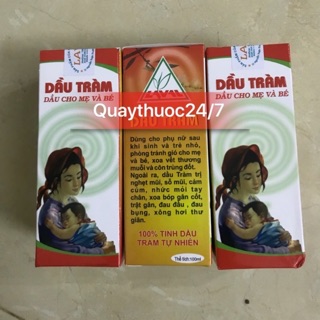 LAVAL
DẦU TRÀM
DẦU CHO MẸ VÀ BÉ
LAVAL
DẦU TRÀM
Dùng cho phụ nữ sau
khi sinh và trẻ nhỏ,
phòng tránh gió cho mẹ
và bé, xoa vết thương
muỗi và côn trùng đốt.
Ngoài ra, dầu Tràm trị
nghẹt mũi, sổ mũi, cảm
cúm, nhức mỏi tay
chân, xoa bóp gân cốt,
trật gân, đau đầu , đau
bụng, xông hơi thư
giãn.
100% TINH DẦU
TRÀM TỰ NHIÊN
Thể tích:100ml
DẦU TRÀM
DẦU CHO MẸ VÀ BÉ
Quaythuoc24/7